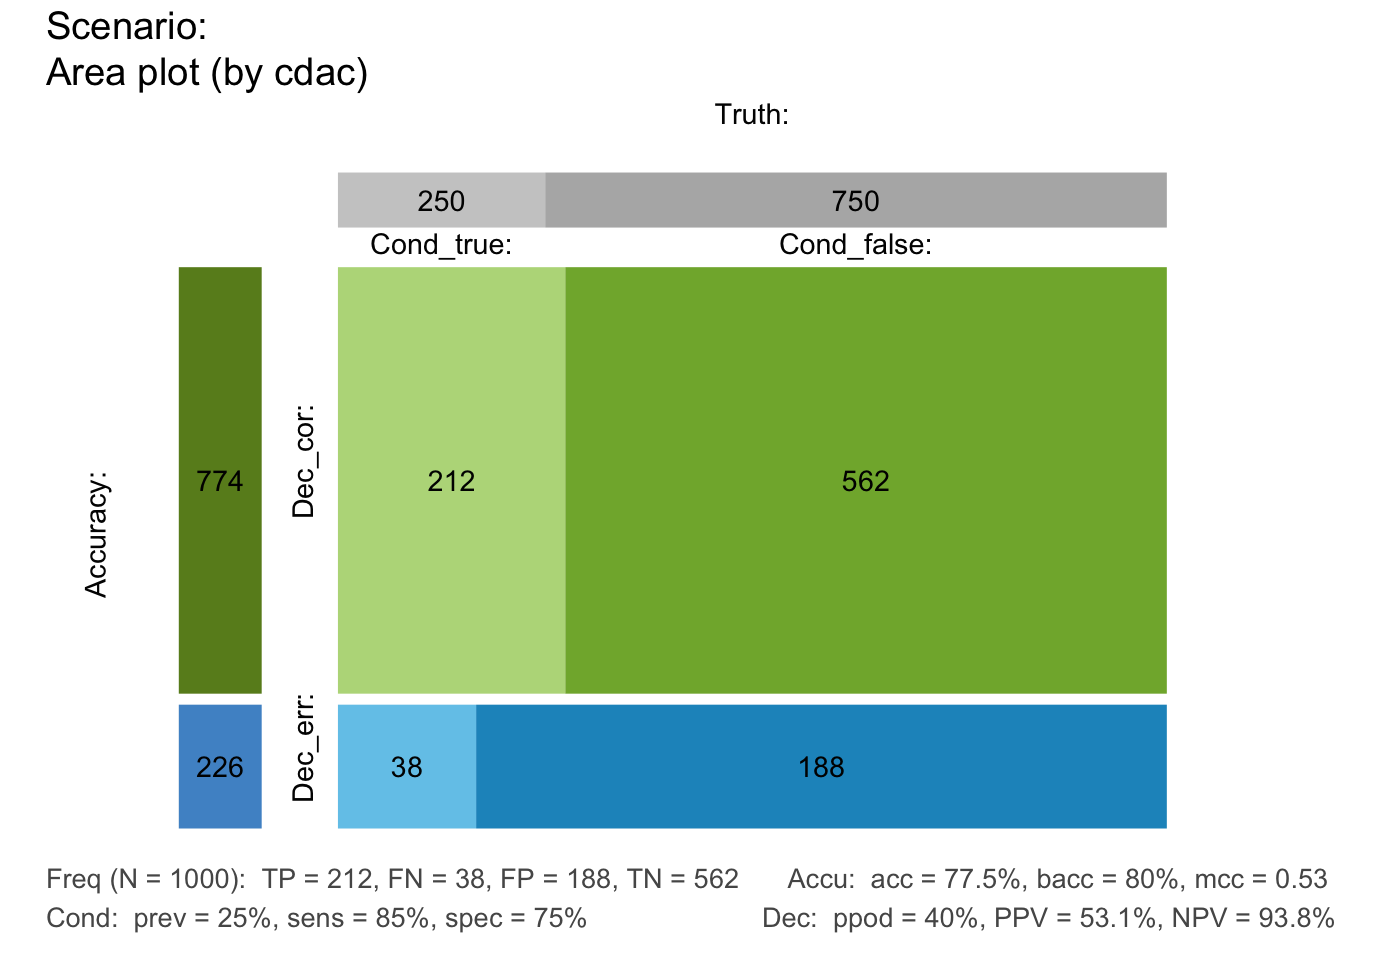 Scenario:
Area plot (by cdac)
Truth:
250 750
Cond_true: Cond_false:
Accuracy:
774
Dec_cor:
212 562
226
Dec_err:
38 188
Freq (N = 1000):  TP = 212, FN = 38, FP = 188, TN = 562 Accu:  acc = 77.5%, bacc = 80%, mcc = 0.53
Cond:  prev = 25%, sens = 85%, spec = 75% Dec:  ppod = 40%, PPV = 53.1%, NPV = 93.8%